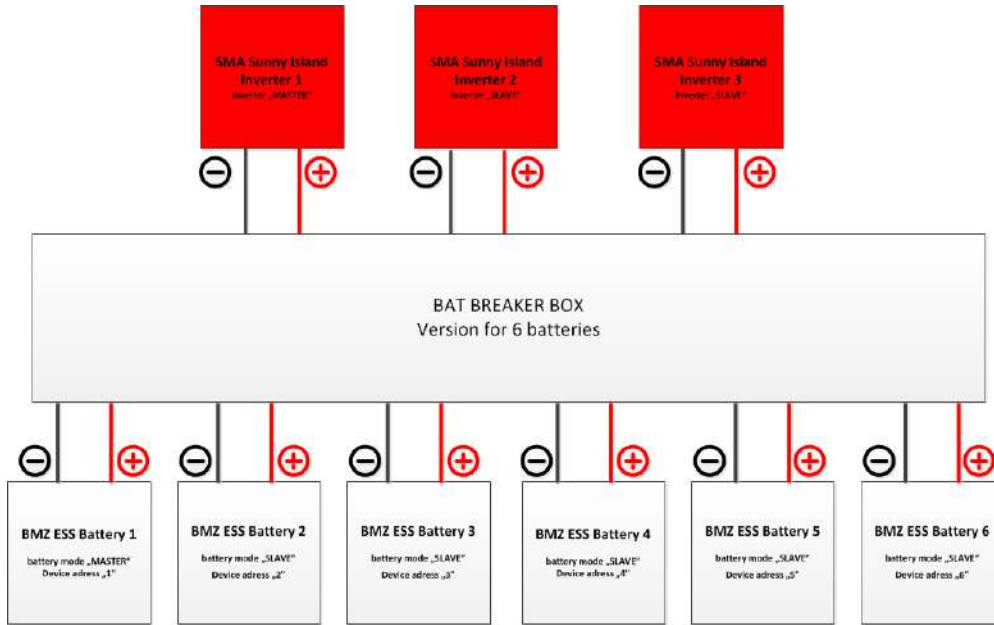 SMA Sunny Island
Inverter 1
Inverter „MASTER"
SMA Sunny Island
Inverter 2
Inverter „SLAVE"
SMA Sunny Island
Inverter 3
Inverter „SLAVE"
BAT BREAKER BOX
Version for 6 batteries
BMZ ESS Battery 1
battery mode „MASTER"
Device adress „1"
BMZ ESS Battery 2
battery mode „SLAVE"
Device adress „2"
BMZ ESS Battery 3
battery mode „SLAVE"
Device adress „3"
BMZ ESS Battery 4
battery mode „SLAVE"
Device adress „4"
BMZ ESS Battery 5
battery mode „SLAVE"
Device adress „5"
BMZ ESS Battery 6
battery mode „SLAVE"
Device adress „6"